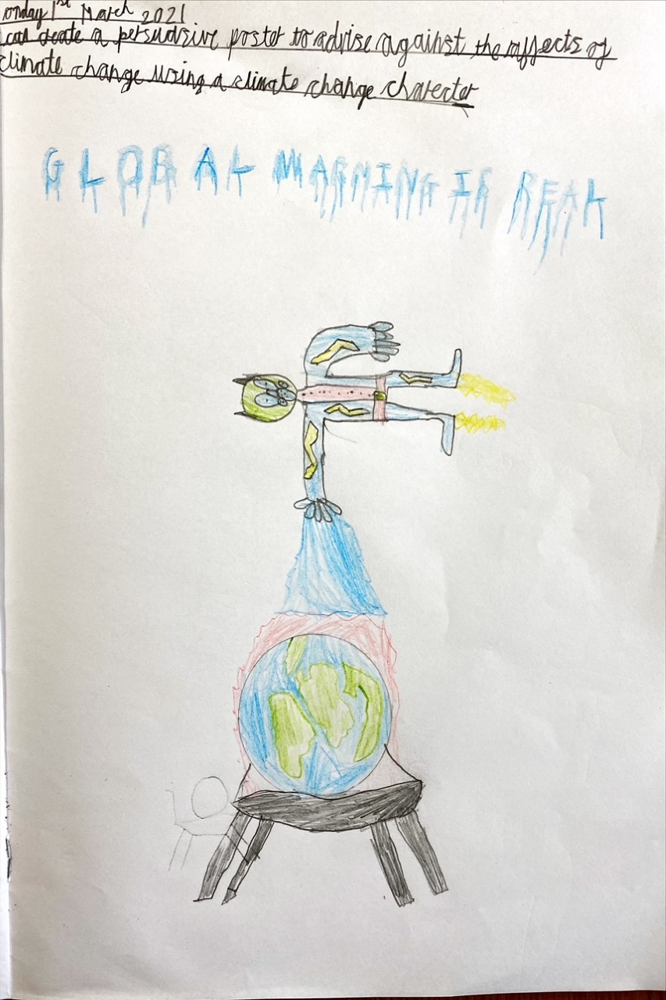 onday 1st March 2021
can create a persuasive poster to advise against the affects of
climate change using a climate change charecter
GLOBAL WARMING IS REAL